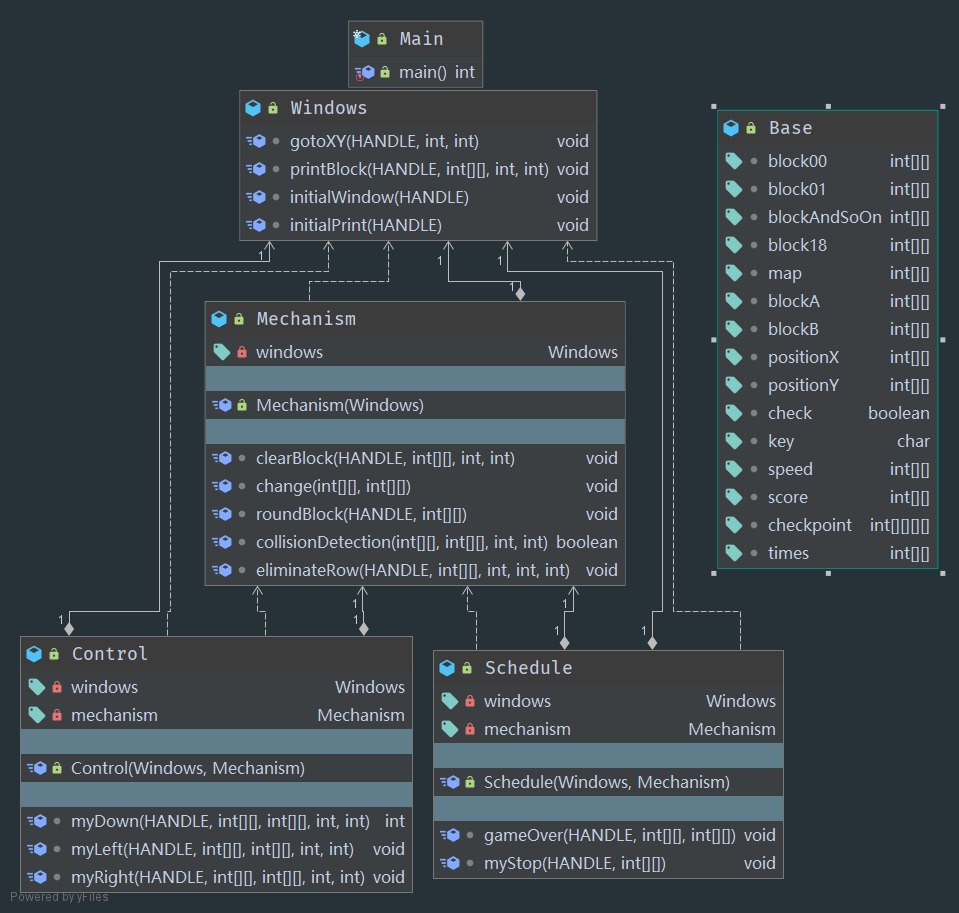 Main
main() int
Windows
gotoXY(HANDLE, int, int) void
printBlock(HANDLE, int[][], int, int) void
initialWindow(HANDLE) void
initialPrint(HANDLE) void
Base
block00 int[][]
block01 int[][]
blockAndSoOn int[][]
block18 int[][]
map int[][]
blockA int[][]
blockB int[][]
positionX int[][]
positionY int[][]
check boolean
key char
speed int[][]
score int[][]
checkpoint int[][][][]
times int[][]
1
1
1
1
Mechanism
windows Windows
Mechanism(Windows)
clearBlock(HANDLE, int[][], int, int) void
change(int[][], int[][]) void
roundBlock(HANDLE, int[][]) void
collisionDetection(int[][], int[][], int, int) boolean
eliminateRow(HANDLE, int[][], int, int, int) void
1
1
1
1
1
1
Control
windows Windows
mechanism Mechanism
Control(Windows, Mechanism)
myDown(HANDLE, int[][], int[][], int, int) int
myLeft(HANDLE, int[][], int[][], int, int) void
myRight(HANDLE, int[][], int[][], int, int) void
Schedule
windows Windows
mechanism Mechanism
Schedule(Windows, Mechanism)
gameOver(HANDLE, int[][], int[][]) void
myStop(HANDLE, int[][]) void
Powered by yFiles